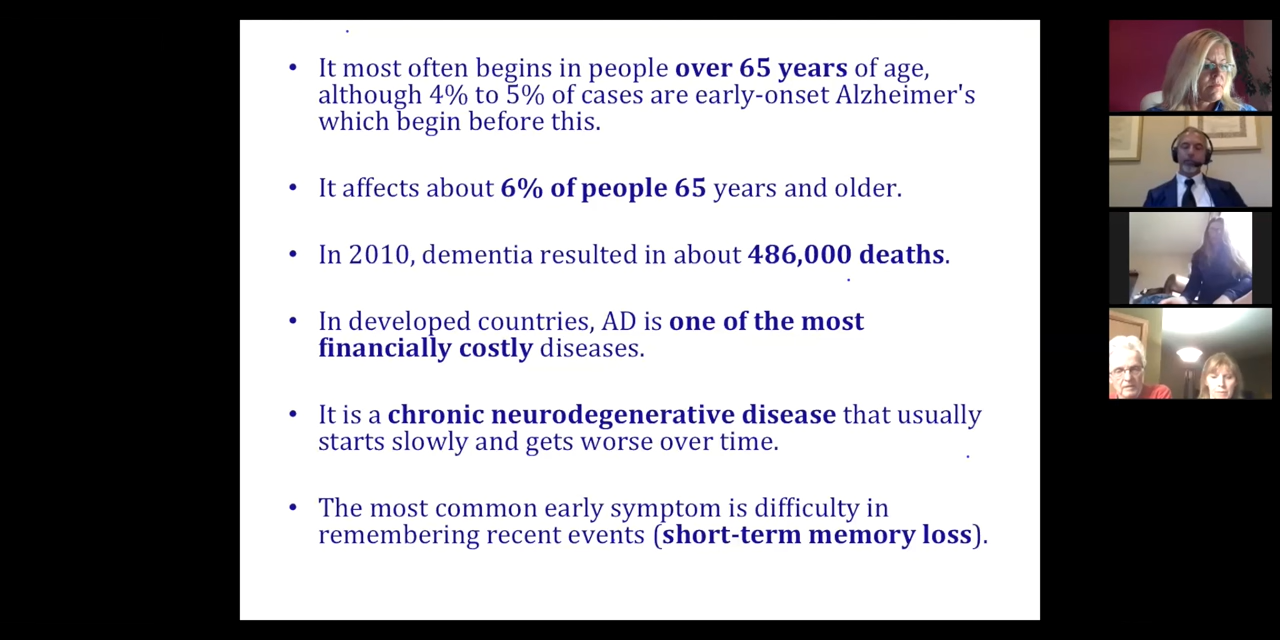 • It most often begins in people over 65 years of age,
although 4% to 5% of cases are early-onset Alzheimer's
which begin before this.
• It affects about 6% of people 65 years and older.
• In 2010, dementia resulted in about 486,000 deaths.
• In developed countries, AD is one of the most
financially costly diseases.
• It is a chronic neurodegenerative disease that usually
starts slowly and gets worse over time.
• The most common early symptom is difficulty in
remembering recent events (short-term memory loss).